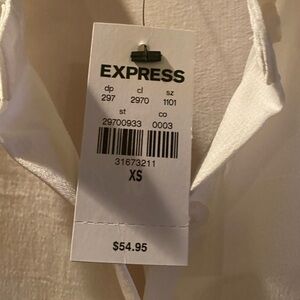 EXPRESS
dp cl sz
297 2970 1101
st co
29700933 0003
31673211
XS
$54.95